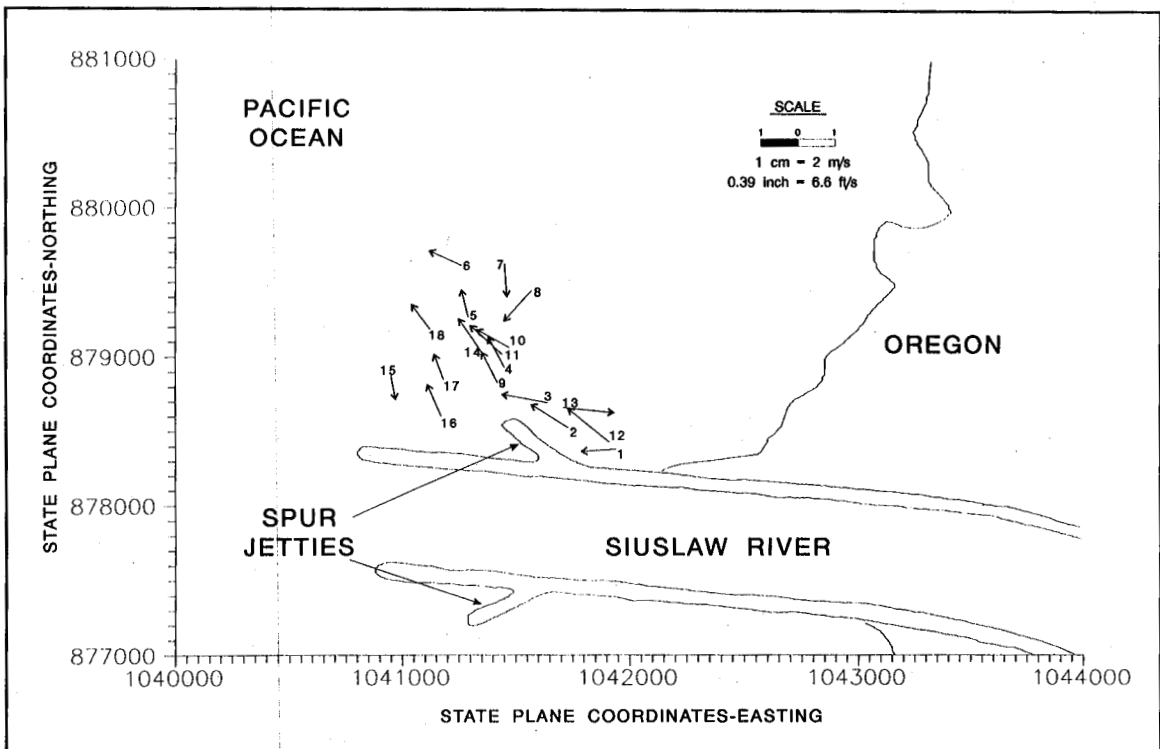 881000
PACIFIC
OCEAN
SCALE
1 0 1
1 cm = 2 m/s
0.39 inch = 6.6 ft/s
STATE PLANE COORDINATES-NORTHING
880000
6
7
8
5
18
10
11
14
4
879000
OREGON
15
17
9
3
13
16
2
12
1
878000
SPUR
JETTIES
SIUSLAW RIVER
877000
1040000
1041000
1042000
1043000
1044000
STATE PLANE COORDINATES-EASTING